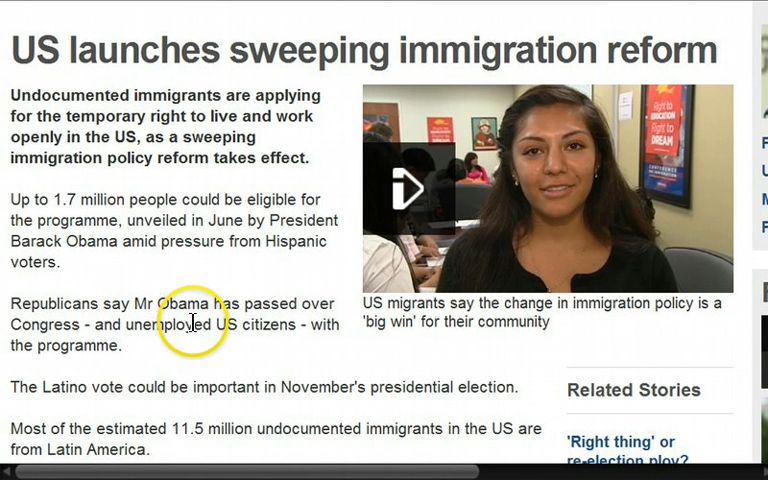 US launches sweeping immigration reform
Undocumented immigrants are applying
for the temporary right to live and work
openly in the US, as a sweeping
immigration policy reform takes effect.
Up to 1.7 million people could be eligible for
the programme, unveiled in June by President
Barack Obama amid pressure from Hispanic
voters.
Republicans say Mr Obama has passed over
Congress - and unemployed US citizens - with
the programme.
The Latino vote could be important in November's presidential election.
Most of the estimated 11.5 million undocumented immigrants in the US are
from Latin America.
Right to
EDUCATION
Right to
DREAM
US migrants say the change in immigration policy is a
'big win' for their community
Related Stories
'Right thing' or
re-election ploy?